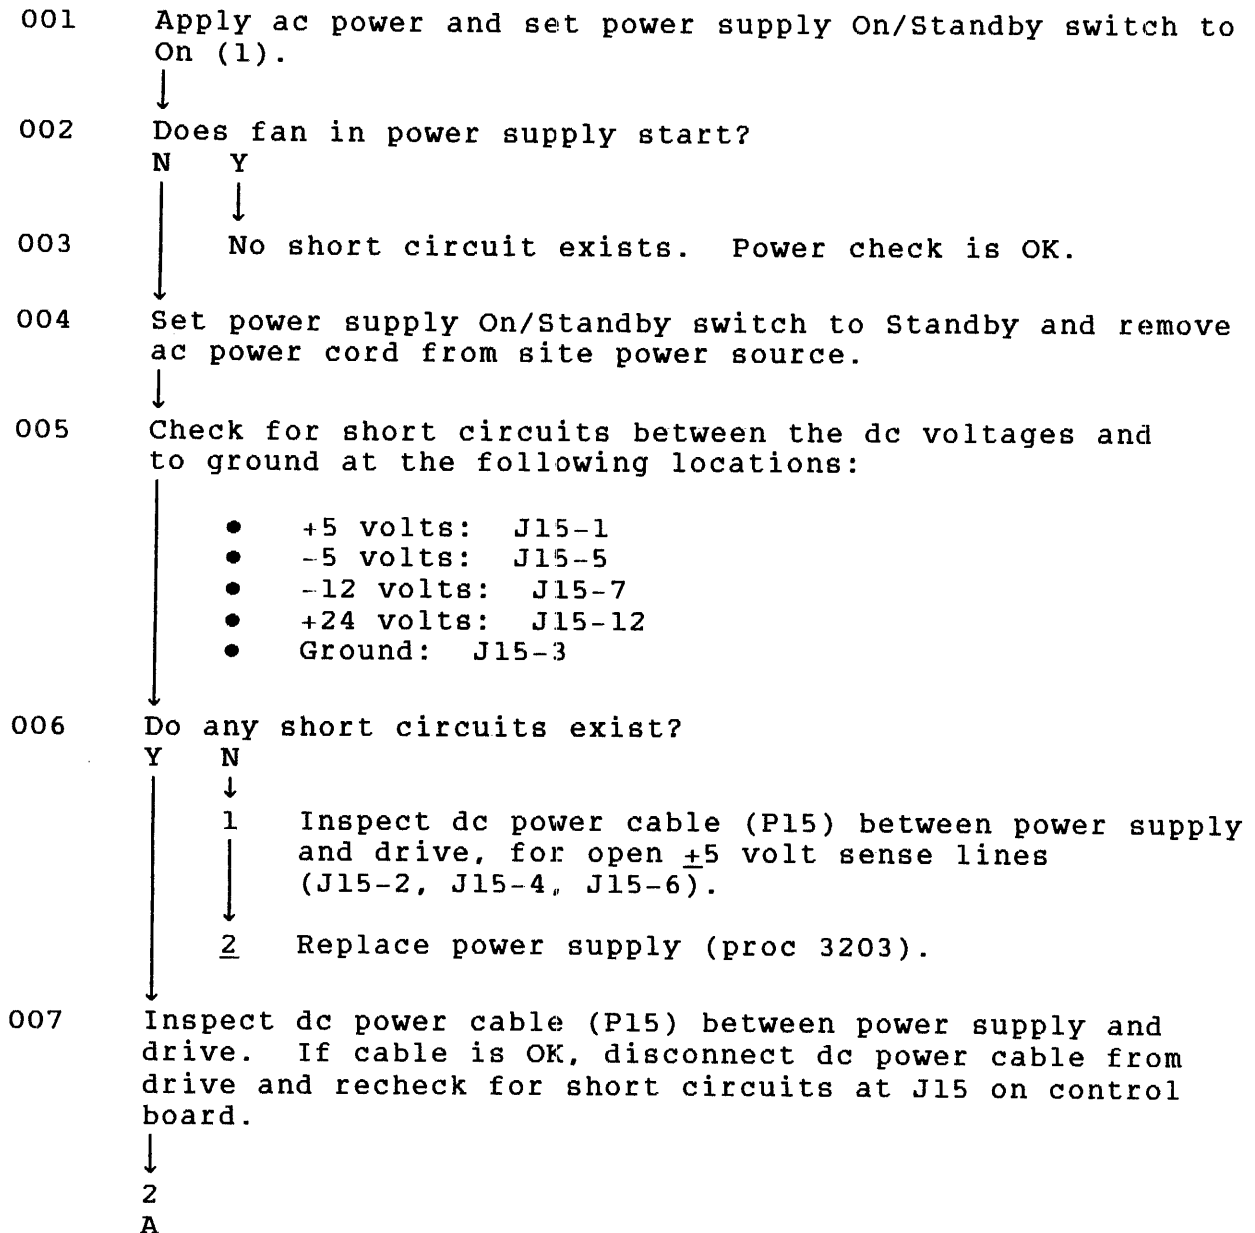 001 Apply ac power and set power supply On/Standby switch to
On (1).
002 Does fan in power supply start?
N Y
003 No short circuit exists. Power check is OK.
004 Set power supply On/Standby switch to Standby and remove
ac power cord from site power source.
005 Check for short circuits between the dc voltages and
to ground at the following locations:
● +5 volts: J15-1
● -5 volts: J15-5
● -12 volts: J15-7
● +24 volts: J15-12
● Ground: J15-3
006 Do any short circuits exist?
Y N
1 Inspect dc power cable (P15) between power supply
and drive, for open ±5 volt sense lines
(J15-2, J15-4, J15-6).
2 Replace power supply (proc 3203).
007 Inspect dc power cable (P15) between power supply and
drive. If cable is OK, disconnect dc power cable from
drive and recheck for short circuits at J15 on control
board.
2
A